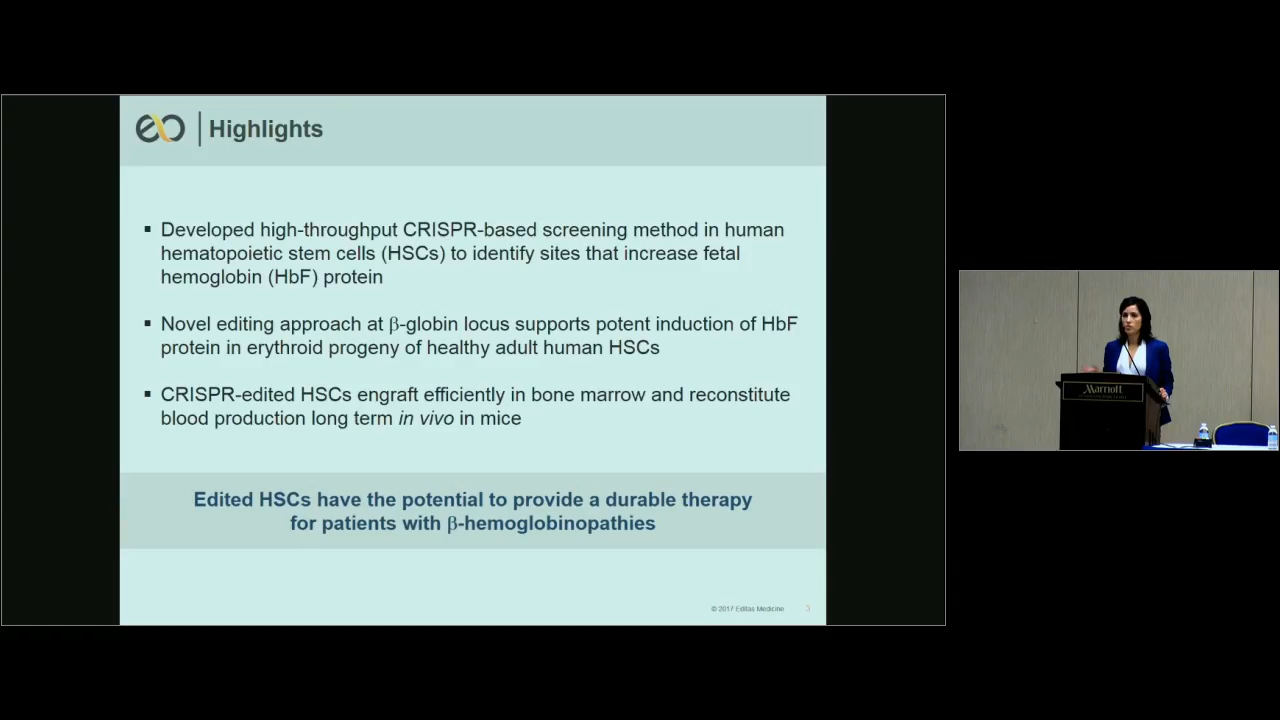 Highlights
▪ Developed high-throughput CRISPR-based screening method in human
hematopoietic stem cells (HSCs) to identify sites that increase fetal
hemoglobin (HbF) protein
▪ Novel editing approach at β-globin locus supports potent induction of HbF
protein in erythroid progeny of healthy adult human HSCs
▪ CRISPR-edited HSCs engraft efficiently in bone marrow and reconstitute
blood production long term in vivo in mice
Edited HSCs have the potential to provide a durable therapy
for patients with β-hemoglobinopathies
© 2017 Editas Medicine 3
Marriott